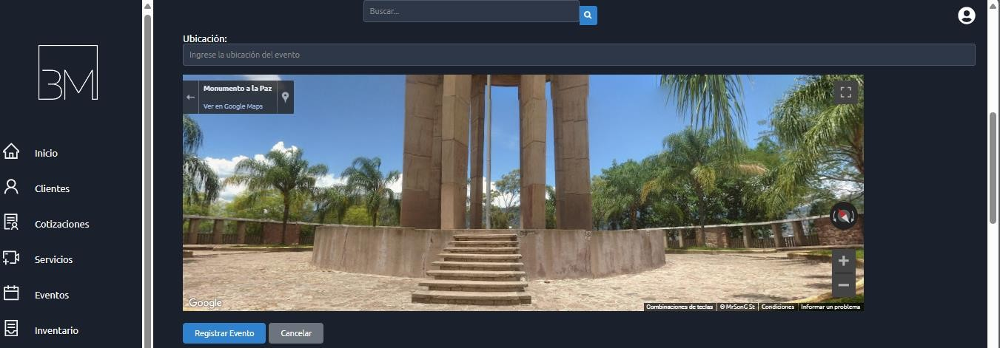 BM
Inicio
Clientes
Cotizaciones
Servicios
Eventos
Inventario
Buscar...
Ubicación:
Ingrese la ubicación del evento
Monumento a la Paz
Ver en Google Maps
Google
Combinaciones de teclas
© MrSonG St
Condiciones
Informar un problema
Registrar Evento
Cancelar